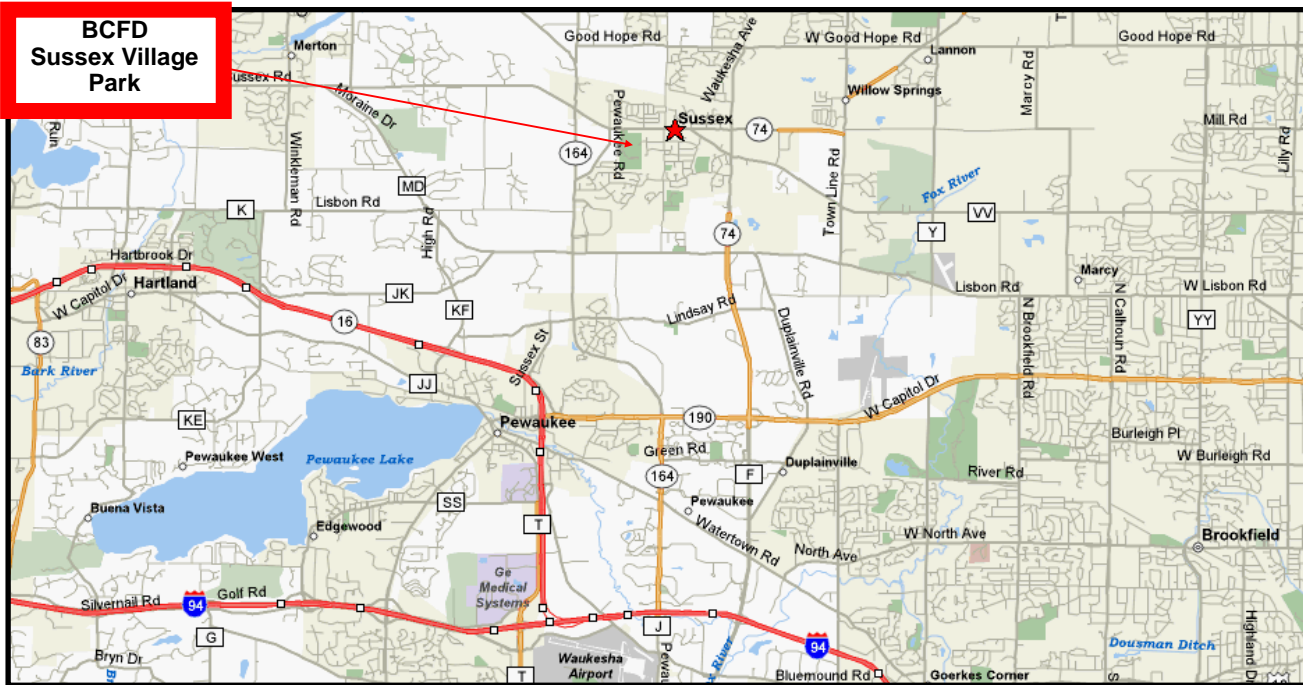 BCFD
Sussex Village
Park
Merton
Good Hope Rd
Waukesha Ave
W Good Hope Rd
Lannon
Good Hope Rd
Sussex Rd
Moraine Dr
Pewaukee Rd
Willow Springs
Marcy Rd
Sussex
74
Mill Rd
Lilly Rd
Run
Winkleman Rd
164
MD
Town Line Rd
Fox River
K
Lisbon Rd
High Rd
VV
Y
74
Hartbrook Dr
Marcy
W Capitol Dr
Hartland
JK
KF
Lisbon Rd
W Lisbon Rd
Lindsay Rd
Duplainville Rd
N Brookfield Rd
N Calhoun Rd
YY
16
83
Sussex St
Bark River
JJ
W Capitol Dr
KE
Pewaukee
190
Burleigh Pl
Pewaukee West
Pewaukee Lake
Green Rd
W Burleigh Rd
164
F
Duplainville
River Rd
SS
Pewaukee
Buena Vista
Edgewood
T
Watertown Rd
North Ave
W North Ave
Brookfield
Ge
Medical
Systems
Silvernail Rd
94
Golf Rd
G
J
94
Highland Dr
Dousman Ditch
Bryn Dr
Waukesha
Airport
T
Pewau
x River
Bluemound Rd
Goerkes Corner